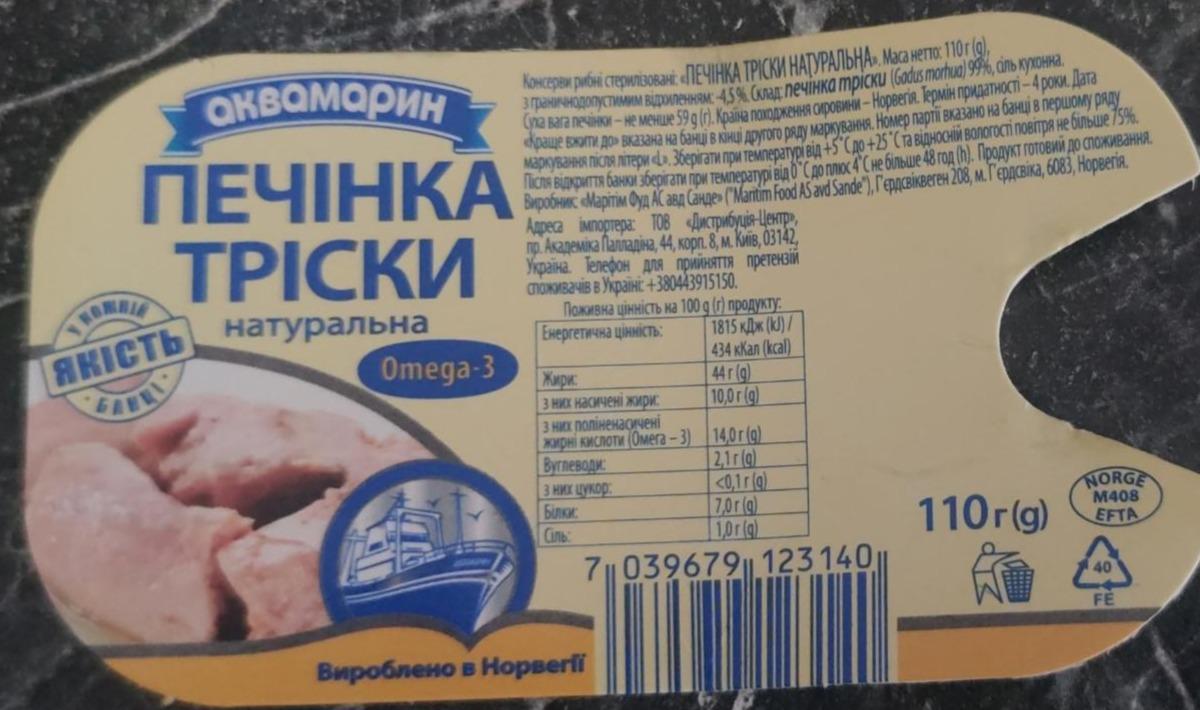 аквамарин
ПЕЧІНКА
ТРІСКИ
натуральна
Omega-3
У КОЖНІЙ
ЯКІСТЬ
БАНЦІ
Вироблено в Норвегії
Консерви рибні стерилізовані: «ПЕЧІНКА ТРІСКИ НАТУРАЛЬНА». Маса нетто: 110 г (g),
з граничнодопустимим відхиленням: -4,5 %. Склад: печінка тріски (Gadus morhua) 99%, сіль кухонна.
Суха вага печінки – не менше 59 g (г). Країна походження сировини – Норвегія. Термін придатності – 4 роки. Дата
«Краще вжити до» вказана на банці в кінці другого ряду маркування. Номер партії вказано на банці в першому ряду
маркування після літери «L». Зберігати при температурі від +5˚С до +25˚С та відносній вологості повітря не більше 75%.
Після відкриття банки зберігати при температурі від 0˚С до плюс 4˚С не більше 48 год (h). Продукт готовий до споживання.
Виробник: «Марітім Фуд АС авд Санде» ("Maritim Food AS avd Sande"), Г'єрдсвіквеген 208, м. Г'єрдсвіка, 6083, Норвегія.
Адреса імпортера: ТОВ «Дистрибуція-Центр»,
пр. Академіка Палладіна, 44, корп. 8, м. Київ, 03142,
Україна. Телефон для прийняття претензій
споживачів в Україні: +380443915150.
Поживна цінність на 100 g (г) продукту:
Енергетична цінність: 1815 кДж (kJ) /
434 кКал (kcal)
Жири: 44 г (g)
з них насичені жири: 10,0 г (g)
з них поліненасичені
жирні кислоти (Омега – 3) 14,0 г (g)
Вуглеводи: 2,1 г (g)
з них цукор: <0,1 г (g)
Білки: 7,0 г (g)
Сіль: 1,0 г (g)
7 039679 123140
110 г (g)
NORGE
M408
EFTA
40
FE